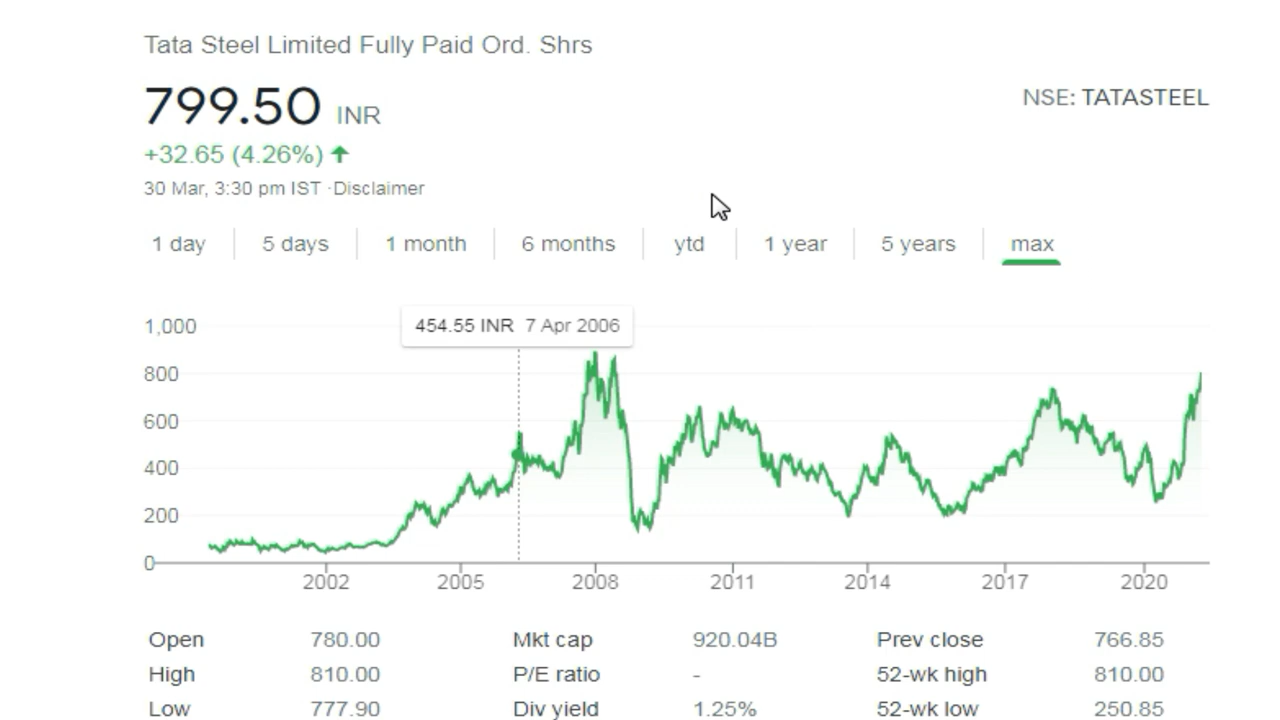 Tata Steel Limited Fully Paid Ord. Shrs
799.50 INR
NSE: TATASTEEL
+32.65 (4.26%) ↑
30 Mar, 3:30 pm IST ·Disclaimer
1 day 5 days 1 month 6 months ytd 1 year 5 years max
454.55 INR 7 Apr 2006
1,000
800
600
400
200
0
2002 2005 2008 2011 2014 2017 2020
Open 780.00 Mkt cap 920.04B Prev close 766.85
High 810.00 P/E ratio - 52-wk high 810.00
Low 777.90 Div yield 1.25% 52-wk low 250.85